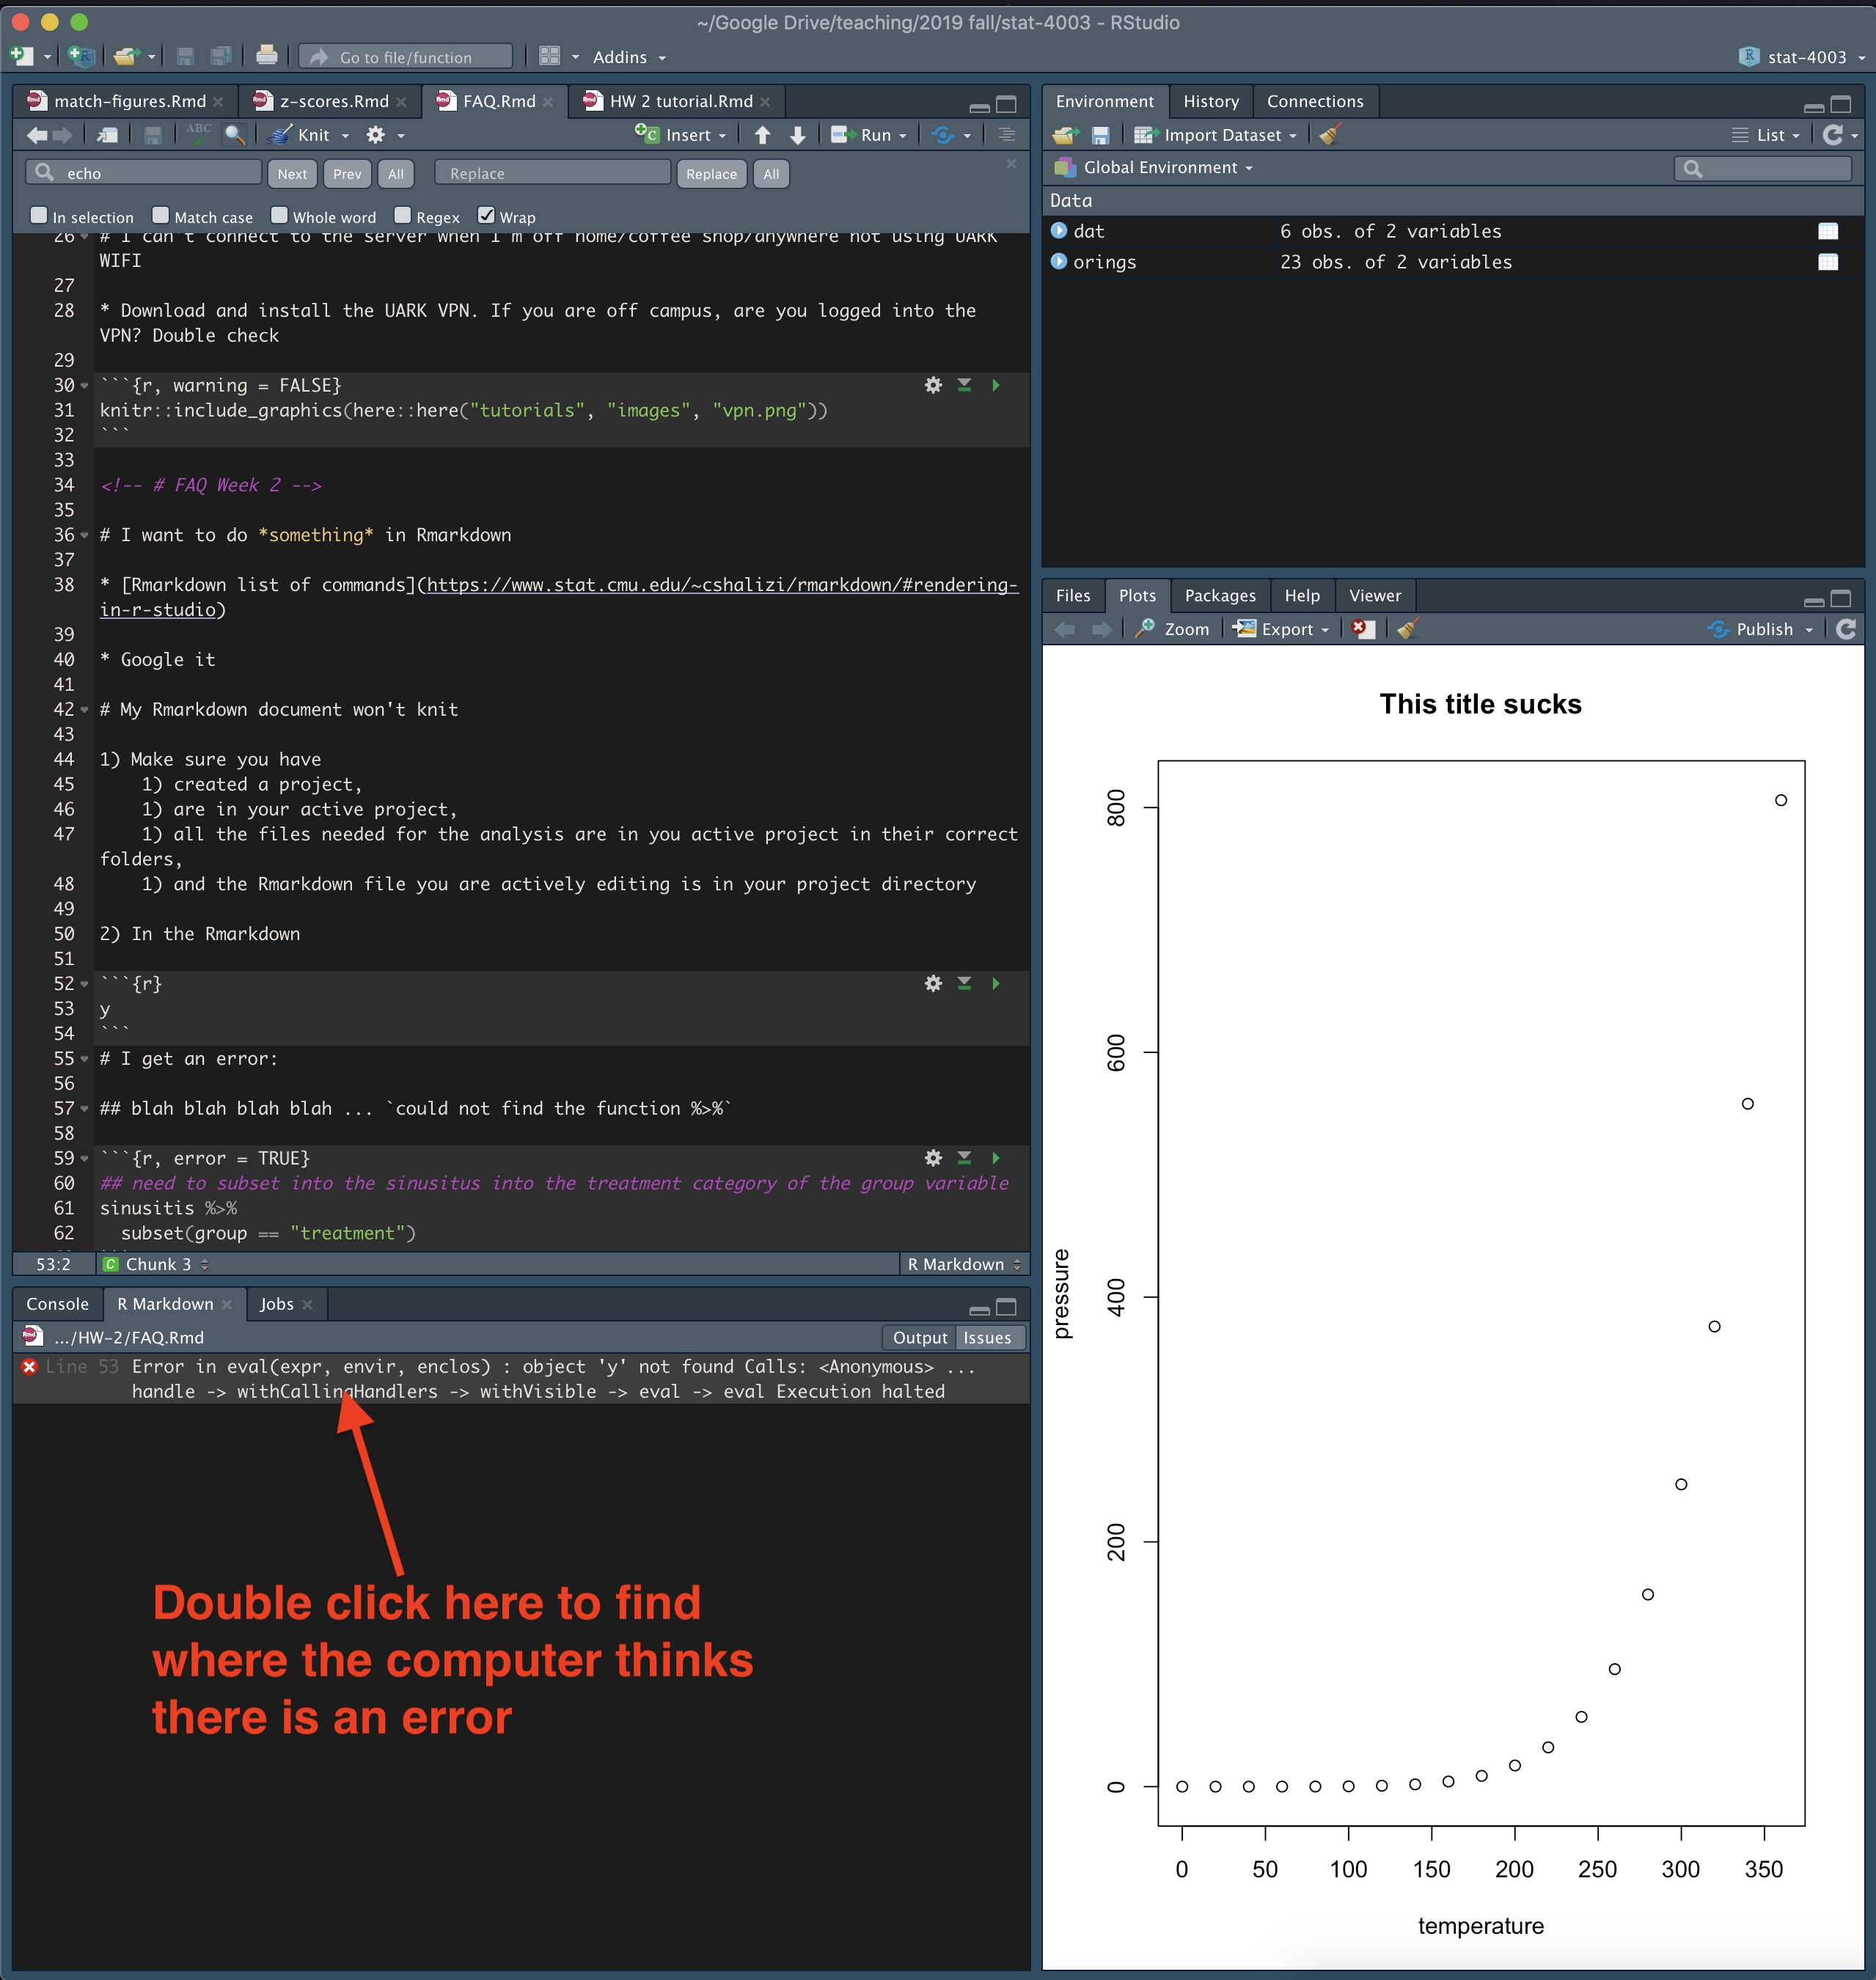 ~/Google Drive/teaching/2019 fall/stat-4003 - RStudio
Go to file/function
Addins
stat-4003
match-figures.Rmd
z-scores.Rmd
FAQ.Rmd
HW 2 tutorial.Rmd
ABC
Knit
Insert
Run
echo
Next
Prev
All
Replace
Replace
All
In selection
Match case
Whole word
Regex
Wrap
26 # I can't connect to the server when I'm off home/coffee shop/anywhere not using UARK
WIFI
27
28 * Download and install the UARK VPN. If you are off campus, are you logged into the
VPN? Double check
29
30 ```{r, warning = FALSE}
31 knitr::include_graphics(here::here("tutorials", "images", "vpn.png"))
32 ```
33
34 <!-- # FAQ Week 2 -->
35
36 # I want to do *something* in Rmarkdown
37
38 * [Rmarkdown list of commands](https://www.stat.cmu.edu/~cshalizi/rmarkdown/#rendering-
in-r-studio)
39
40 * Google it
41
42 # My Rmarkdown document won't knit
43
44 1) Make sure you have
45 1) created a project,
46 1) are in your active project,
47 1) all the files needed for the analysis are in you active project in their correct
folders,
48 1) and the Rmarkdown file you are actively editing is in your project directory
49
50 2) In the Rmarkdown
51
52 ```{r}
53 y
54 ```
55 # I get an error:
56
57 ## blah blah blah blah ... `could not find the function %>%`
58
59 ```{r, error = TRUE}
60 ## need to subset into the sinusitus into the treatment category of the group variable
61 sinusitis %>%
62 subset(group == "treatment")
53:2
Chunk 3
R Markdown
Console
R Markdown
Jobs
.../HW-2/FAQ.Rmd
Output
Issues
Line 53 Error in eval(expr, envir, enclos) : object 'y' not found Calls: <Anonymous> ...
handle -> withCallingHandlers -> withVisible -> eval -> eval Execution halted
Double click here to find
where the computer thinks
there is an error
Environment
History
Connections
Import Dataset
List
Global Environment
Data
dat 6 obs. of 2 variables
orings 23 obs. of 2 variables
Files
Plots
Packages
Help
Viewer
Zoom
Export
Publish
This title sucks
800
600
400
200
0
pressure
0 50 100 150 200 250 300 350
temperature